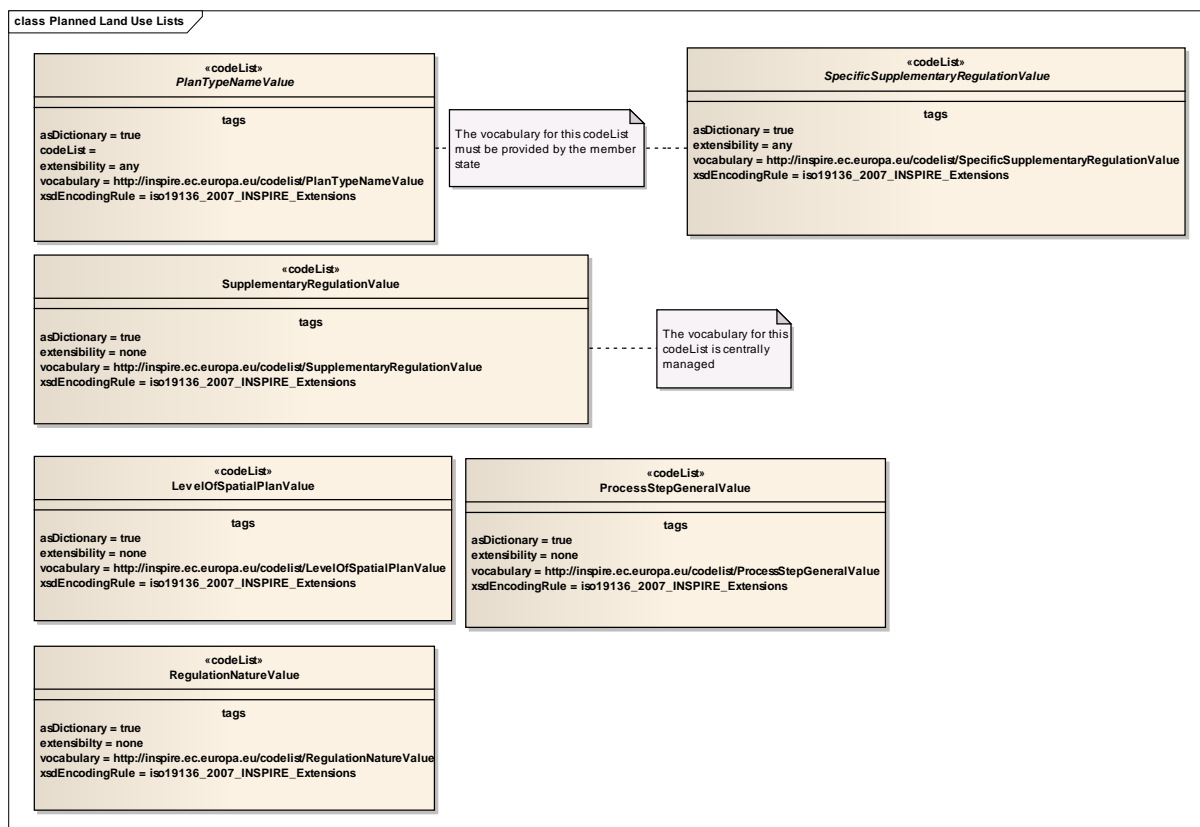 class Planned Land Use Lists
«codeList»
PlanTypeNameValue
tags
asDictionary = true
codeList =
extensibility = any
vocabulary = http://inspire.ec.europa.eu/codelist/PlanTypeNameValue
xsdEncodingRule = iso19136_2007_INSPIRE_Extensions
The vocabulary for this codeList
must be provided by the member
state
«codeList»
SpecificSupplementaryRegulationValue
tags
asDictionary = true
extensibility = any
vocabulary = http://inspire.ec.europa.eu/codelist/SpecificSupplementaryRegulationValue
xsdEncodingRule = iso19136_2007_INSPIRE_Extensions
«codeList»
SupplementaryRegulationValue
tags
asDictionary = true
extensibility = none
vocabulary = http://inspire.ec.europa.eu/codelist/SupplementaryRegulationValue
xsdEncodingRule = iso19136_2007_INSPIRE_Extensions
The vocabulary for this
codeList is centrally
managed
«codeList»
LevelOfSpatialPlanValue
tags
asDictionary = true
extensibility = none
vocabulary = http://inspire.ec.europa.eu/codelist/LevelOfSpatialPlanValue
xsdEncodingRule = iso19136_2007_INSPIRE_Extensions
«codeList»
ProcessStepGeneralValue
tags
asDictionary = true
extensibility = none
vocabulary = http://inspire.ec.europa.eu/codelist/ProcessStepGeneralValue
xsdEncodingRule = iso19136_2007_INSPIRE_Extensions
«codeList»
RegulationNatureValue
tags
asDictionary = true
extensibilty = none
vocabulary = http://inspire.ec.europa.eu/codelist/RegulationNatureValue
xsdEncodingRule = iso19136_2007_INSPIRE_Extensions